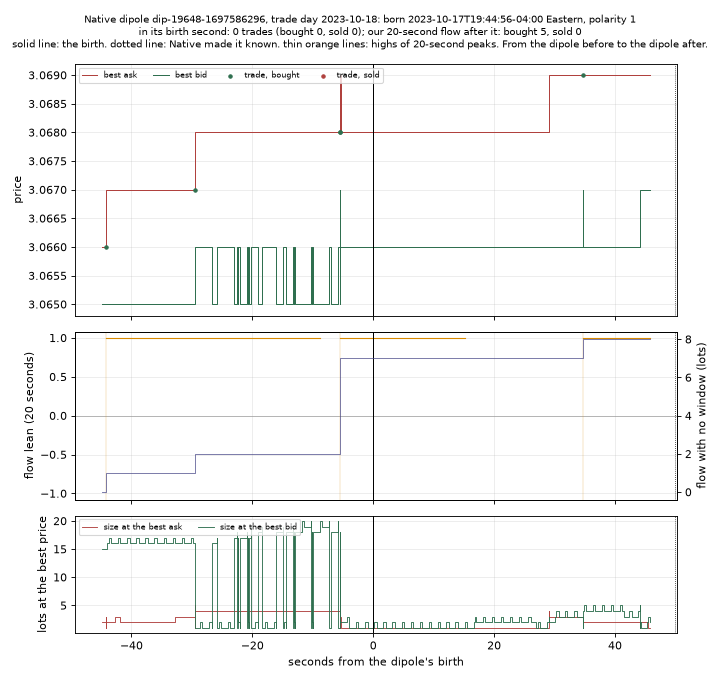 Native dipole dip-19648-1697586296, trade day 2023-10-18: born 2023-10-17T19:44:56-04:00 Eastern, polarity 1
in its birth second: 0 trades (bought 0, sold 0); our 20-second flow after it: bought 5, sold 0
solid line: the birth. dotted line: Native made it known. thin orange lines: highs of 20-second peaks. From the dipole before to the dipole after.
best ask best bid trade, bought trade, sold
3.0690
3.0685
3.0680
3.0675
3.0670
3.0665
3.0660
3.0655
3.0650
price
1.0
0.5
0.0
−0.5
−1.0
flow lean (20 seconds)
8
6
4
2
0
flow with no window (lots)
size at the best ask size at the best bid
20
15
10
5
lots at the best price
−40 −20 0 20 40
seconds from the dipole's birth